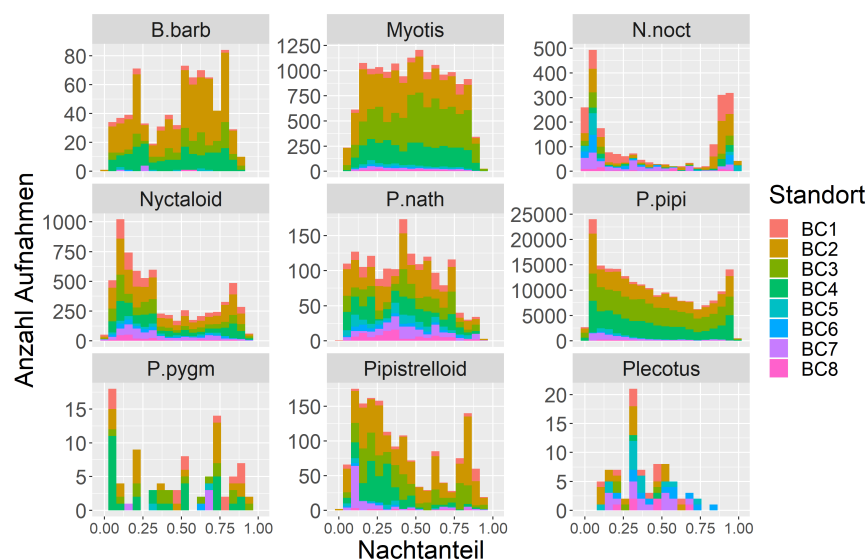 B.barb
Myotis
N.noct
80
60
40
20
0
1250
1000
750
500
250
0
500
400
300
200
100
0
Nyctaloid
P.nath
P.pipi
1000
750
500
250
0
150
100
50
0
25000
20000
15000
10000
5000
0
P.pygm
Pipistrelloid
Plecotus
15
10
5
0
150
100
50
0
20
15
10
5
0
0.00 0.25 0.50 0.75 1.00
0.00 0.25 0.50 0.75 1.00
0.00 0.25 0.50 0.75 1.00
Anzahl Aufnahmen
Nachtanteil
Standort
BC1
BC2
BC3
BC4
BC5
BC6
BC7
BC8